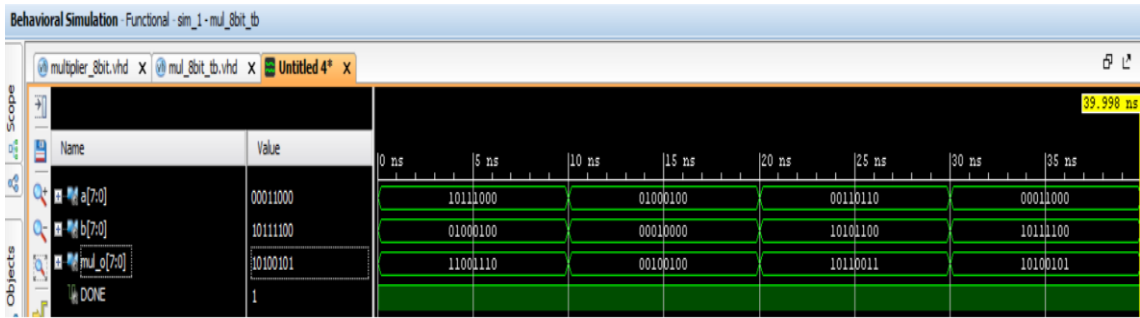 Behavioral Simulation - Functional - sim_1 - mul_8bit_tb
multiplier_8bit.vhd X mul_8bit_tb.vhd X Untitled 4* X
Scope
Objects
39.998 ns
Name Value
0 ns 5 ns 10 ns 15 ns 20 ns 25 ns 30 ns 35 ns
a[7:0] 00011000 10111000 01000100 00110110 00011000
b[7:0] 10111100 01000100 00010000 10101100 10111100
mul_o[7:0] 10100101 11001110 00100100 10110011 10100101
DONE 1